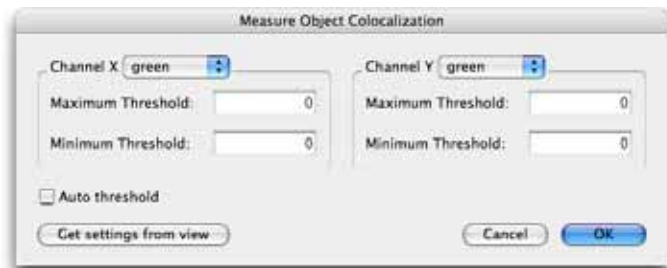 Measure Object Colocalization
Channel X green
Channel Y green
Maximum Threshold: 0
Maximum Threshold: 0
Minimum Threshold: 0
Minimum Threshold: 0
Auto threshold
Get settings from view
Cancel
OK